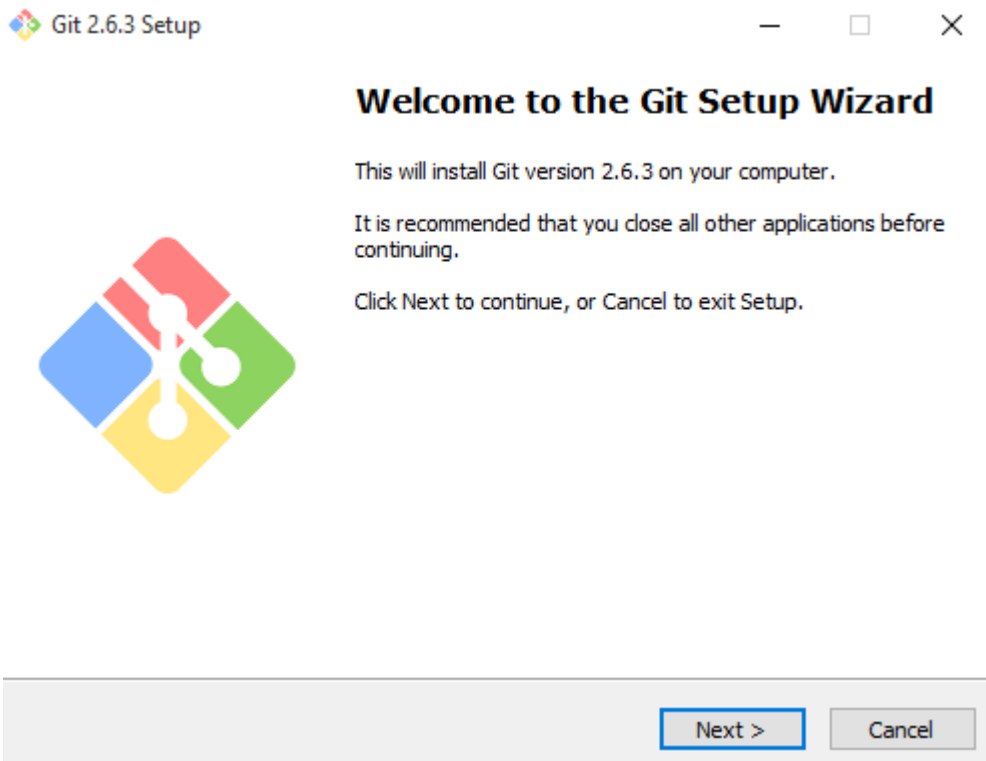 Git 2.6.3 Setup
Welcome to the Git Setup Wizard
This will install Git version 2.6.3 on your computer.
It is recommended that you close all other applications before
continuing.
Click Next to continue, or Cancel to exit Setup.
Next >
Cancel